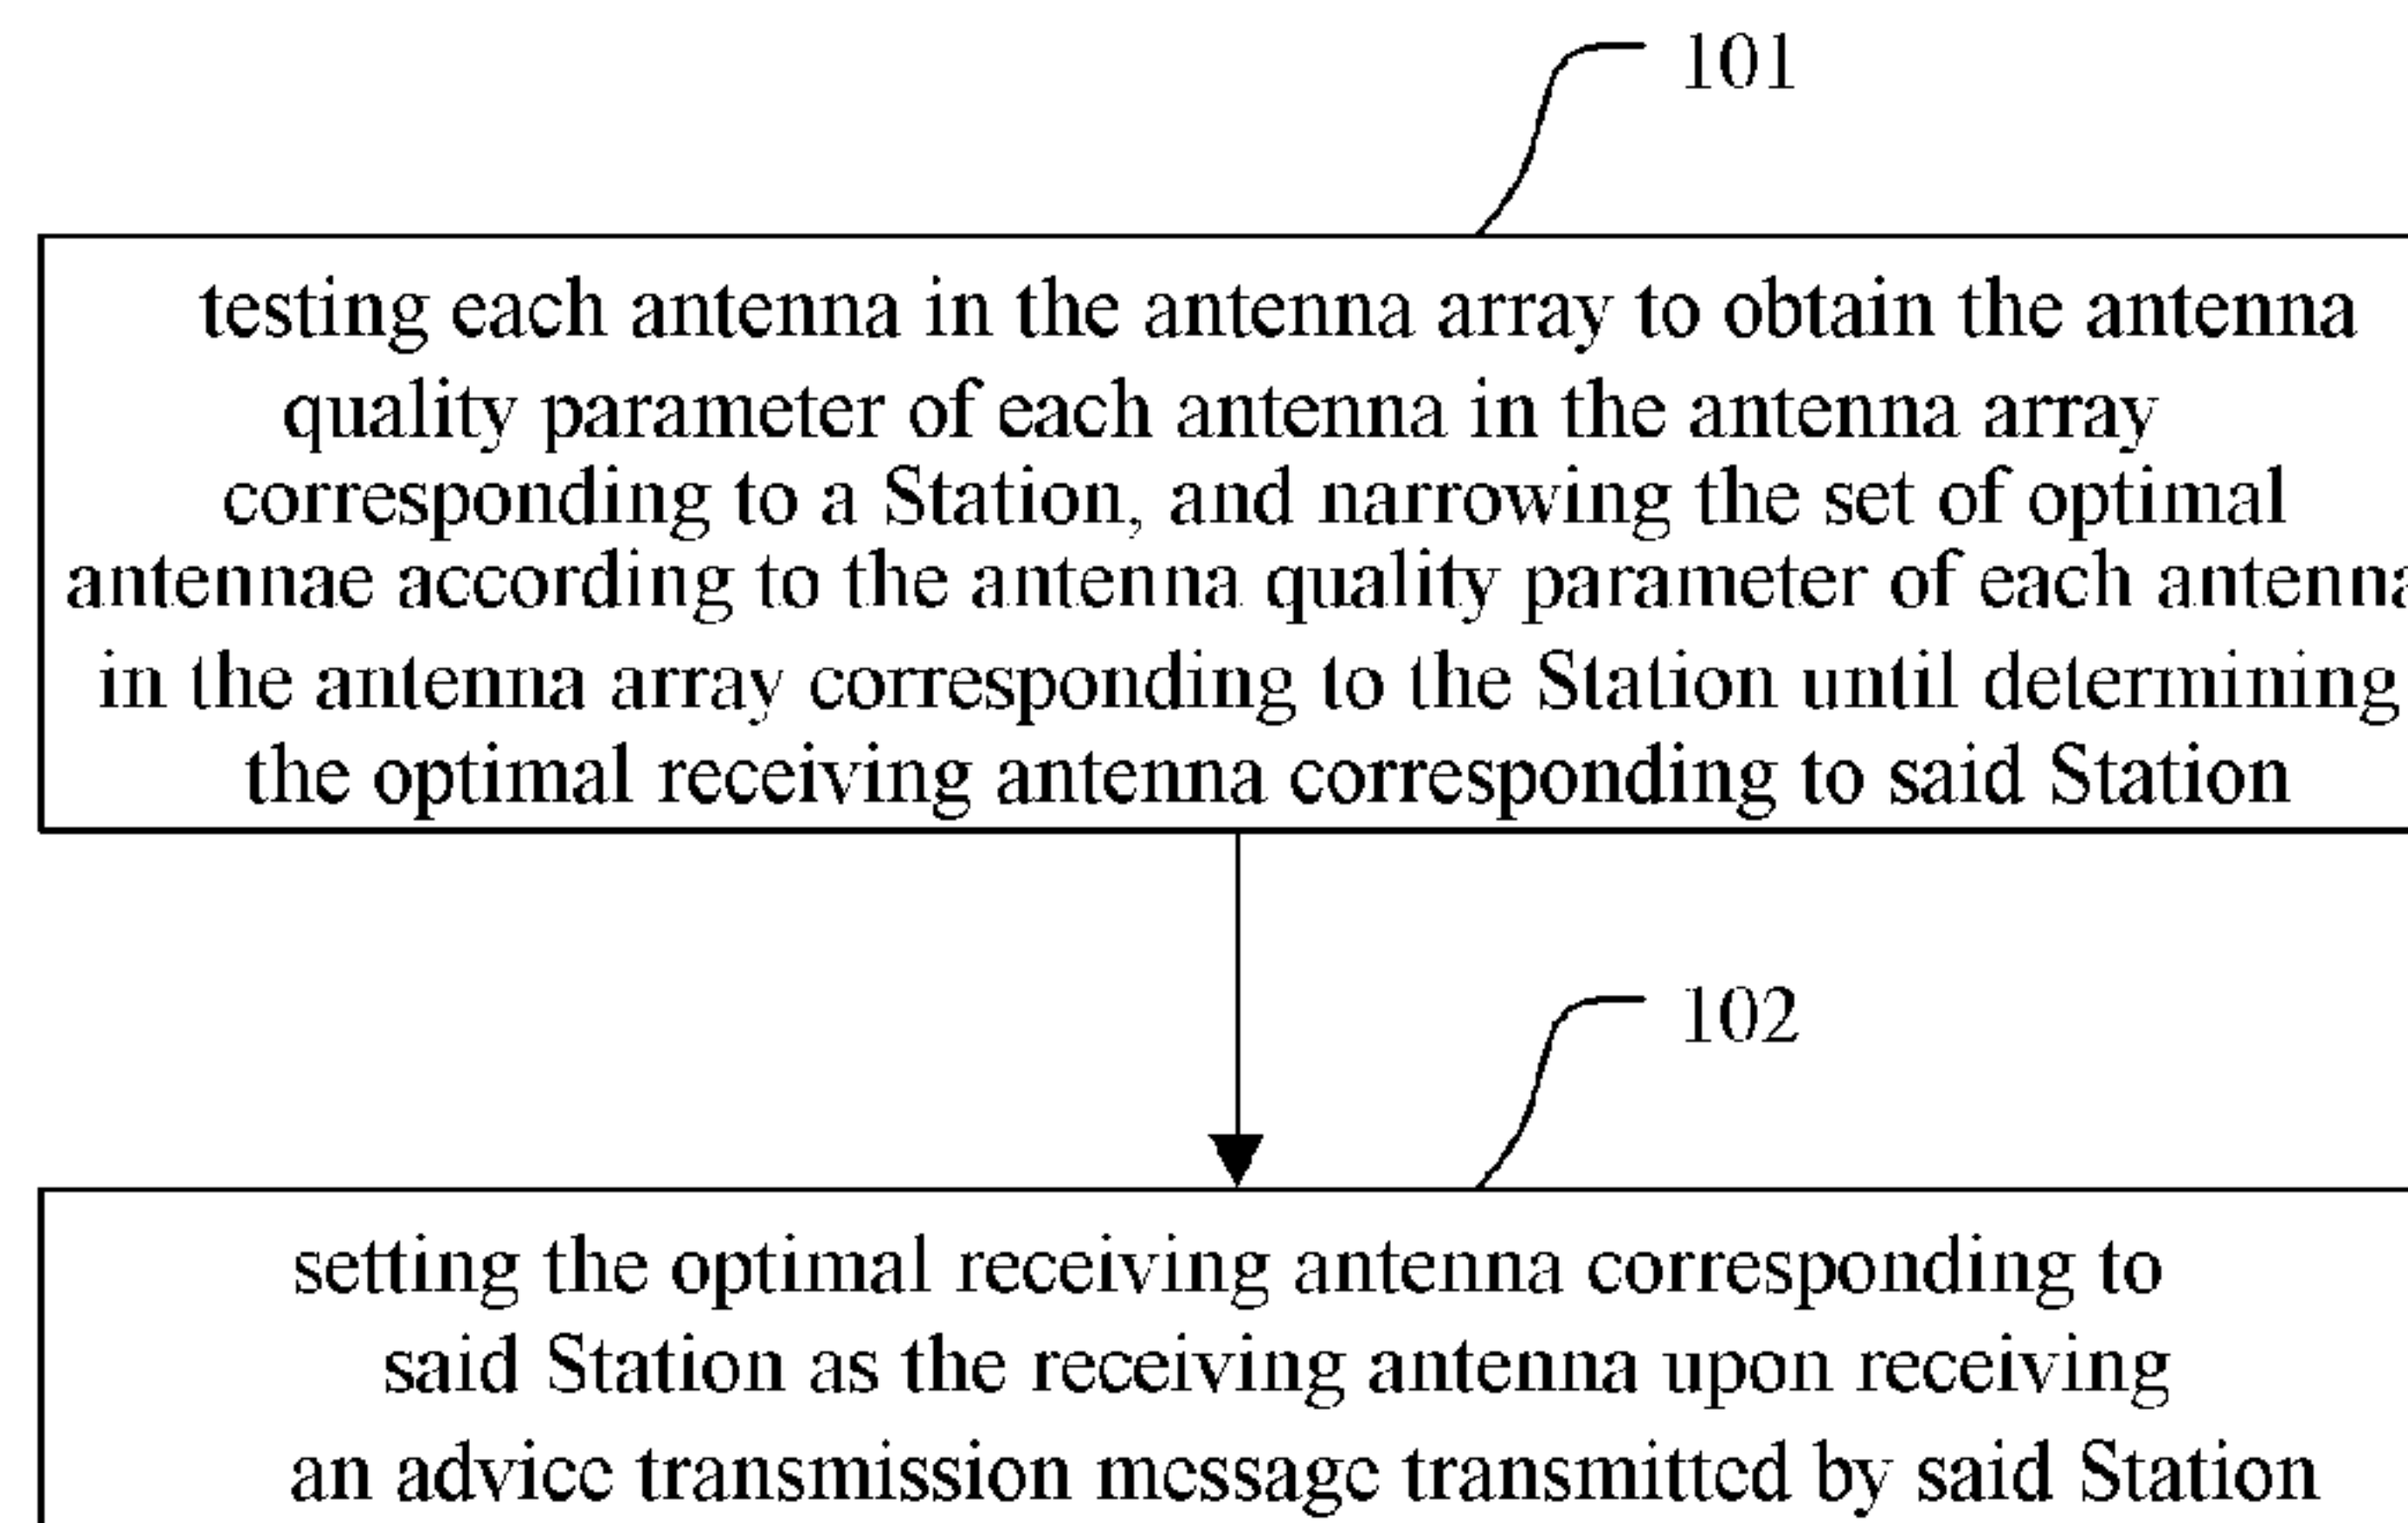 101
testing each antenna in the antenna array to obtain the antenna
quality parameter of each antenna in the antenna array
corresponding to a Station, and narrowing the set of optimal
antennae according to the antenna quality parameter of each antenna
in the antenna array corresponding to the Station until determining
the optimal receiving antenna corresponding to said Station
102
setting the optimal receiving antenna corresponding to
said Station as the receiving antenna upon receiving
an advice transmission message transmitted by said Station